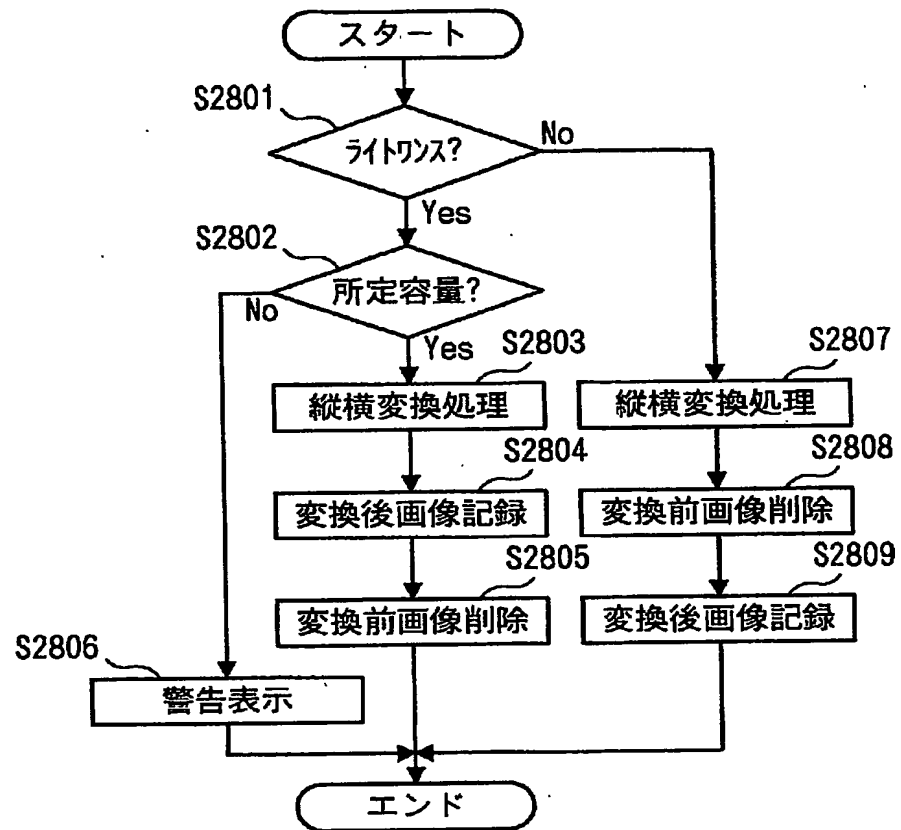 スタート
S2801
ライトワンス?
No
Yes
S2802
所定容量?
No
Yes
S2803
縦横変換処理
S2804
変換後画像記録
S2805
変換前画像削除
S2806
警告表示
S2807
縦横変換処理
S2808
変換前画像削除
S2809
変換後画像記録
エンド